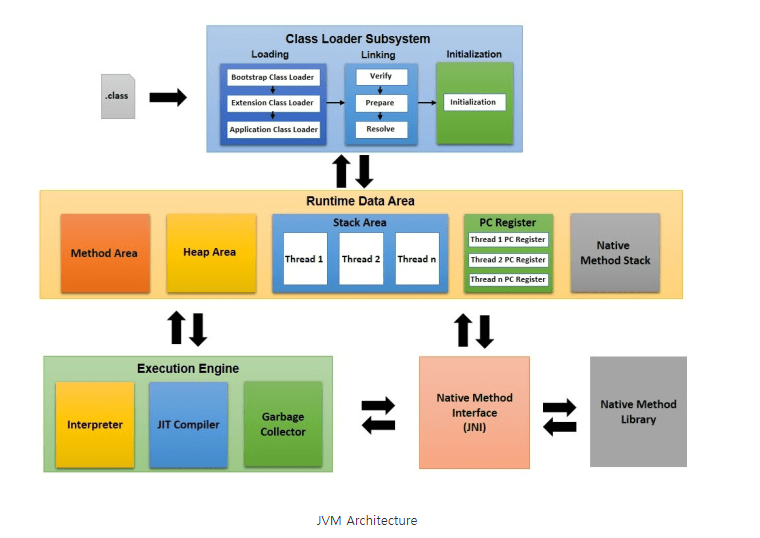 Class Loader Subsystem
Loading
Linking
Initialization
.class
Bootstrap Class Loader
Extension Class Loader
Application Class Loader
Verify
Prepare
Resolve
Initialization
Runtime Data Area
Method Area
Heap Area
Stack Area
Thread 1
Thread 2
Thread n
PC Register
Thread 1 PC Register
Thread 2 PC Register
Thread n PC Register
Native
Method Stack
Execution Engine
Interpreter
JIT Compiler
Garbage
Collector
Native Method
Interface
(JNI)
Native Method
Library
JVM Architecture